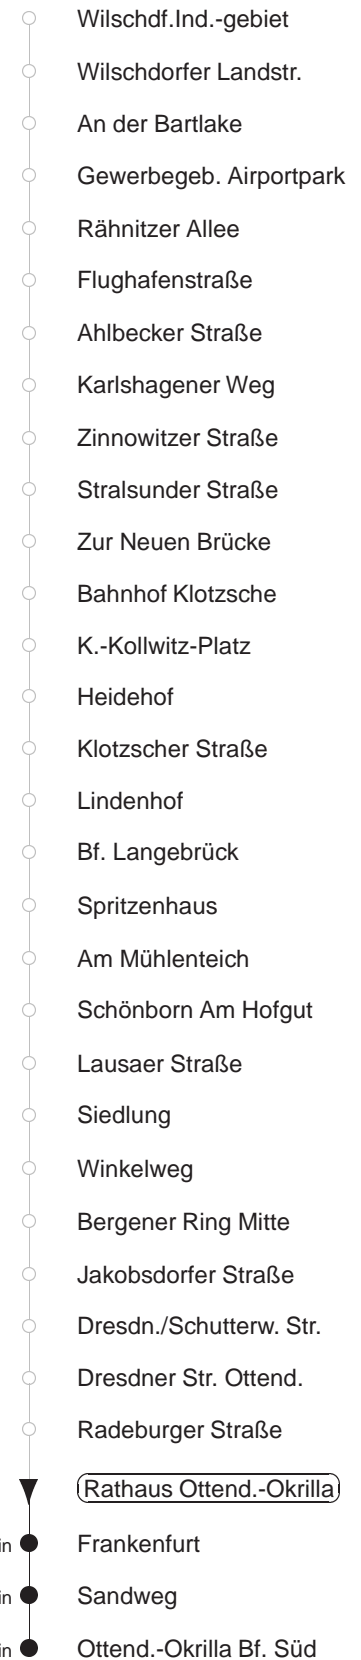 Wilschdf.Ind.-gebiet
Wilschdorfer Landstr.
An der Bartlake
Gewerbegeb. Airportpark
Rähnitzer Allee
Flughafenstraße
Ahlbecker Straße
Karlshagener Weg
Zinnowitzer Straße
Stralsunder Straße
Zur Neuen Brücke
Bahnhof Klotzsche
K.-Kollwitz-Platz
Heidehof
Klotzscher Straße
Lindenhof
Bf. Langebrück
Spritzenhaus
Am Mühlenteich
Schönborn Am Hofgut
Lausaer Straße
Siedlung
Winkelweg
Bergener Ring Mitte
Jakobsdorfer Straße
Dresdn./Schutterw. Str.
Dresdner Str. Ottend.
Radeburger Straße
Rathaus Ottend.-Okrilla
Frankenfurt
Sandweg
Ottend.-Okrilla Bf. Süd